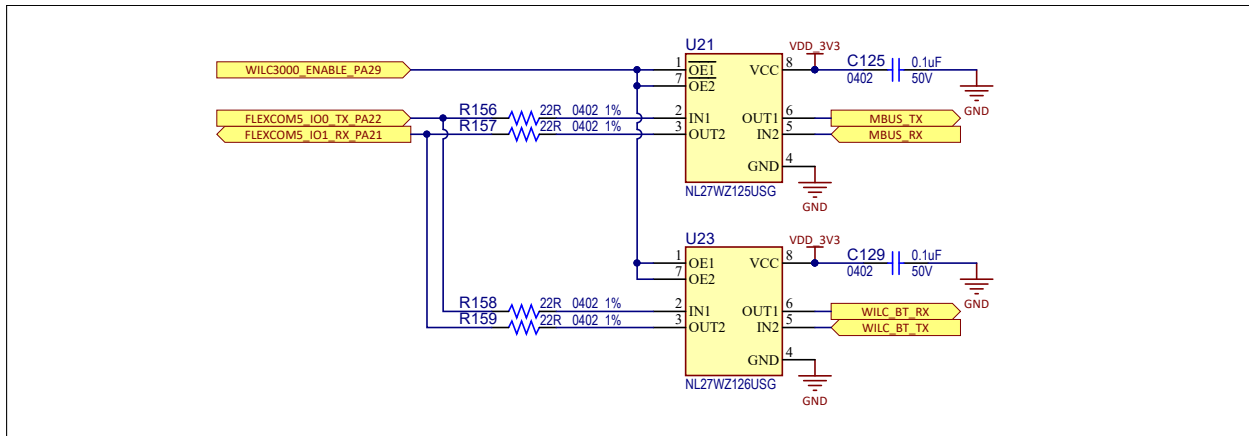 U21
VDD_3V3
WILC3000_ENABLE_PA29
1 OE1 VCC 8 C125 0.1uF
7 OE2 0402 50V
GND
FLEXCOM5_IO0_TX_PA22 R156 22R 0402 1% 2 IN1 OUT1 6 MBUS_TX
FLEXCOM5_IO1_RX_PA21 R157 22R 0402 1% 3 OUT2 IN2 5 MBUS_RX
GND 4
NL27WZ125USG
GND
U23
VDD_3V3
1 OE1 VCC 8 C129 0.1uF
7 OE2 0402 50V
GND
R158 22R 0402 1% 2 IN1 OUT1 6 WILC_BT_RX
R159 22R 0402 1% 3 OUT2 IN2 5 WILC_BT_TX
GND 4
NL27WZ126USG
GND